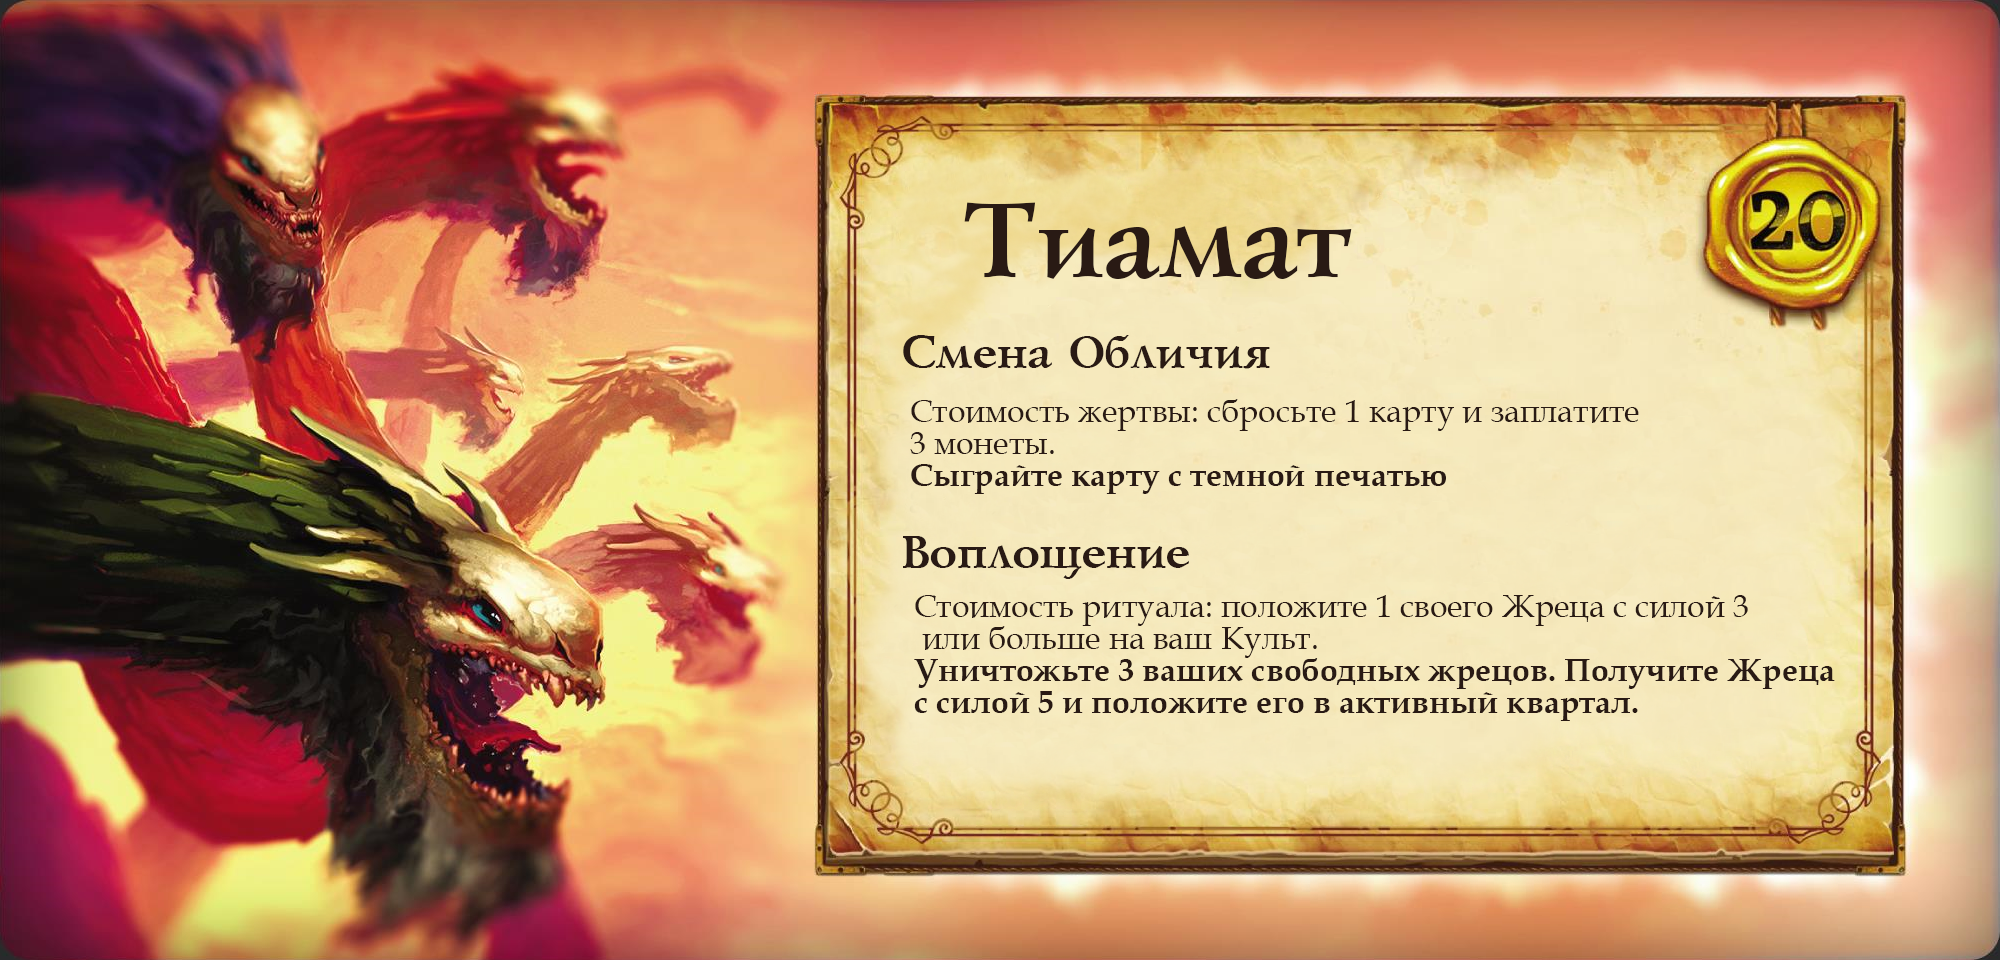 Тиамат
20
Смена Обличия
Стоимость жертвы: сбросьте 1 карту и заплатите
3 монеты.
Сыграйте карту с темной печатью
Воплощение
Стоимость ритуала: положите 1 своего Жреца с силой 3
или больше на ваш Культ.
Уничтожьте 3 ваших свободных жрецов. Получите Жреца
с силой 5 и положите его в активный квартал.